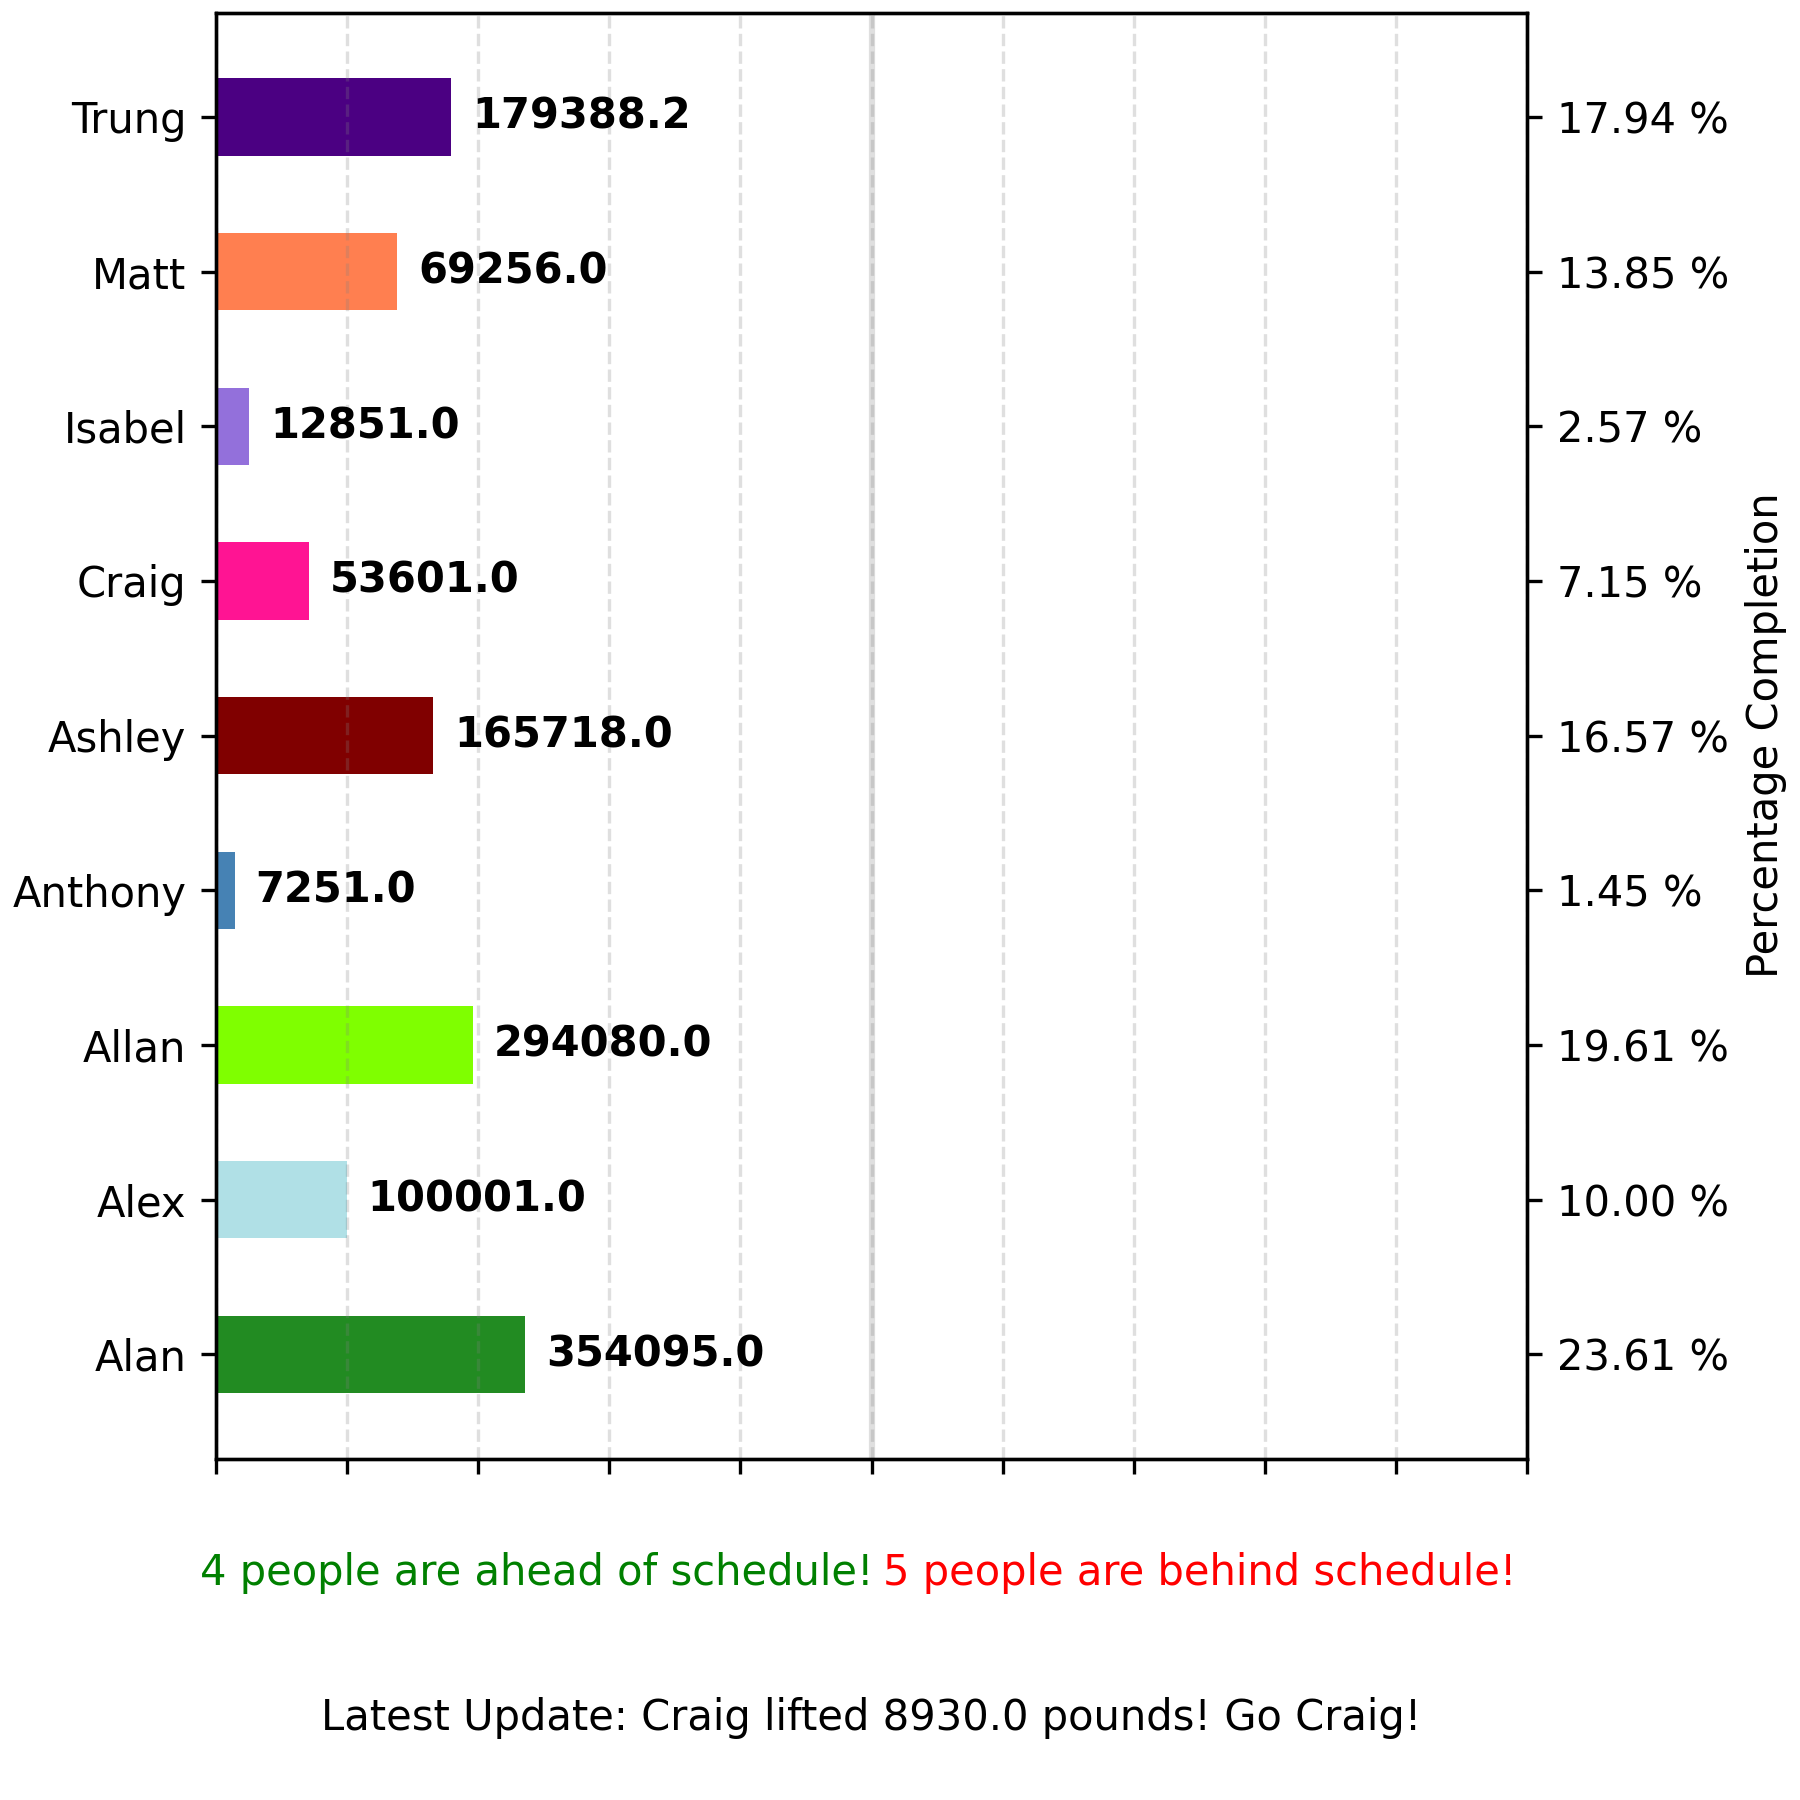 Trung 179388.2 17.94 %
Matt 69256.0 13.85 %
Isabel 12851.0 2.57 %
Craig 53601.0 7.15 %
Ashley 165718.0 16.57 %
Anthony 7251.0 1.45 %
Allan 294080.0 19.61 %
Alex 100001.0 10.00 %
Alan 354095.0 23.61 %
Percentage Completion
4 people are ahead of schedule! 5 people are behind schedule!
Latest Update: Craig lifted 8930.0 pounds! Go Craig!